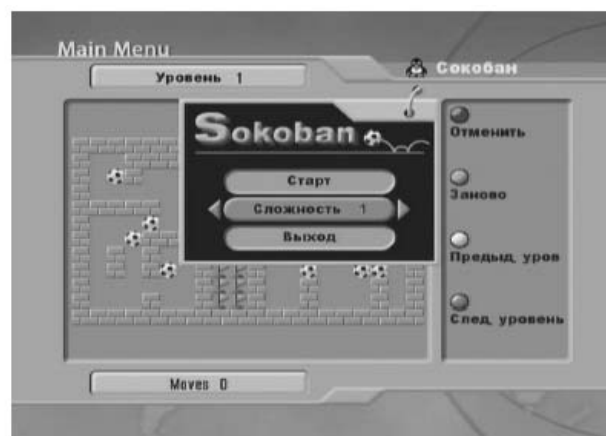 Main Menu
Уровень 1
Сокобан
Sokoban
Старт
Сложность 1
Выход
Отменить
Заново
Предыд. уров
След. уровень
Moves 0